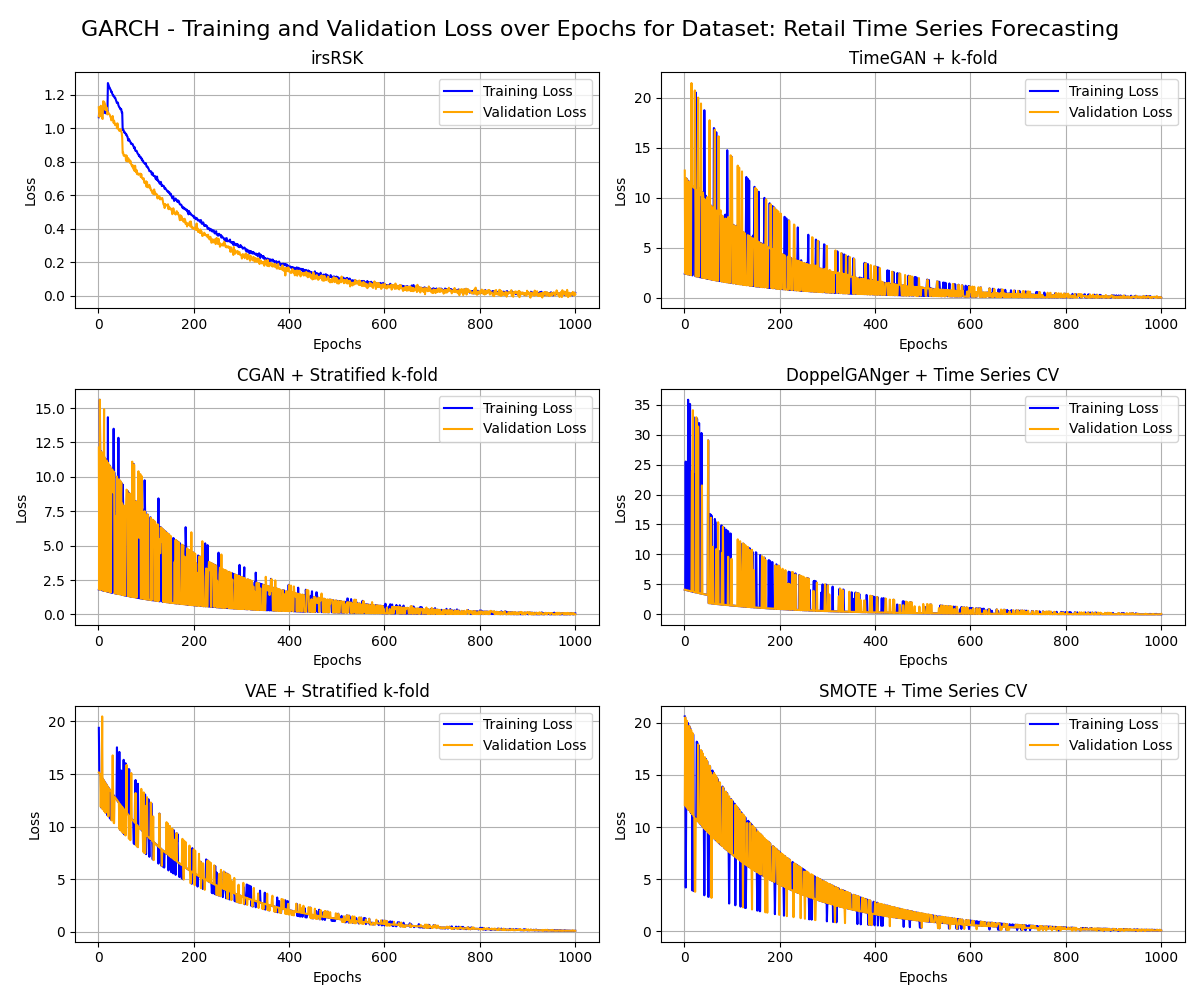 GARCH - Training and Validation Loss over Epochs for Dataset: Retail Time Series Forecasting
irsRSK
Training Loss
Validation Loss
Loss
1.2
1.0
0.8
0.6
0.4
0.2
0.0
0 200 400 600 800 1000
Epochs
TimeGAN + k-fold
Training Loss
Validation Loss
Loss
20
15
10
5
0
0 200 400 600 800 1000
Epochs
CGAN + Stratified k-fold
Training Loss
Validation Loss
Loss
15.0
12.5
10.0
7.5
5.0
2.5
0.0
0 200 400 600 800 1000
Epochs
DoppelGANger + Time Series CV
Training Loss
Validation Loss
Loss
35
30
25
20
15
10
5
0
0 200 400 600 800 1000
Epochs
VAE + Stratified k-fold
Training Loss
Validation Loss
Loss
20
15
10
5
0
0 200 400 600 800 1000
Epochs
SMOTE + Time Series CV
Training Loss
Validation Loss
Loss
20
15
10
5
0
0 200 400 600 800 1000
Epochs